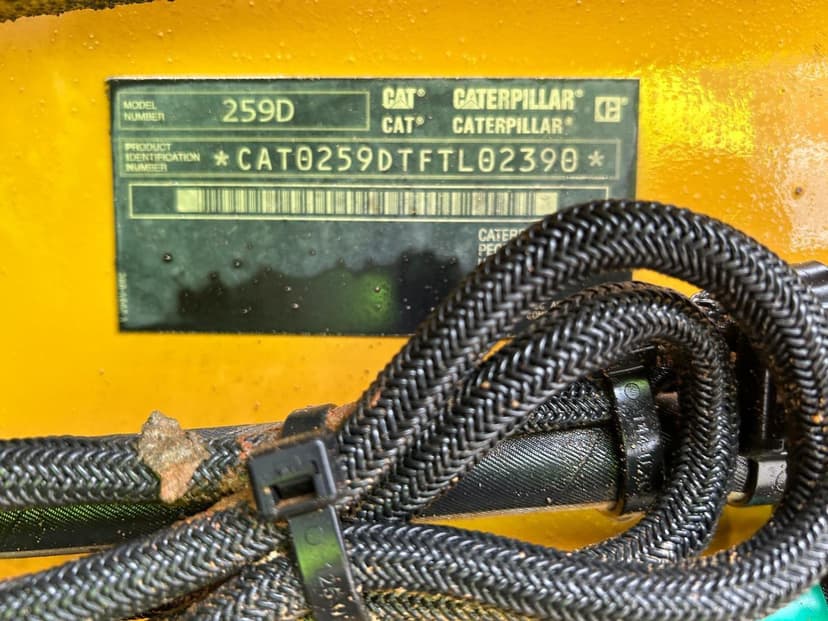 MODEL
NUMBER
259D
CAT® CATERPILLAR®
CAT® CATERPILLAR®
PRODUCT
IDENTIFICATION
NUMBER
*CAT0259DTFTL02390*